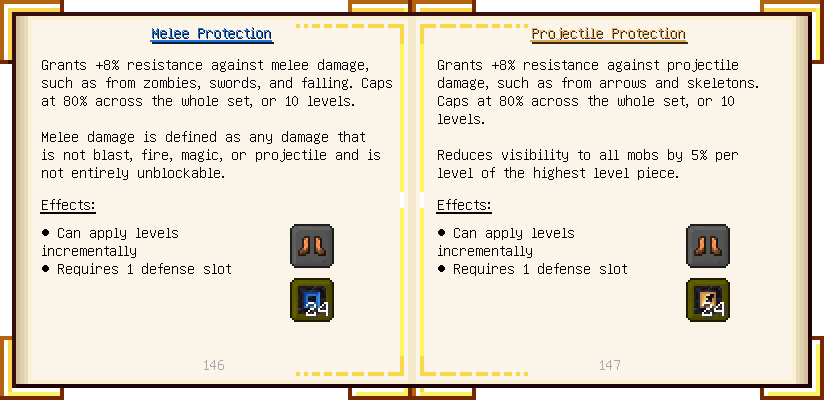 Melee Protection
Grants +8% resistance against melee damage,
such as from zombies, swords, and falling. Caps
at 80% across the whole set, or 10 levels.
Melee damage is defined as any damage that
is not blast, fire, magic, or projectile and is
not entirely unblockable.
Effects:
• Can apply levels
incrementally
• Requires 1 defense slot
24
146
Projectile Protection
Grants +8% resistance against projectile
damage, such as from arrows and skeletons.
Caps at 80% across the whole set, or 10
levels.
Reduces visibility to all mobs by 5% per
level of the highest level piece.
Effects:
• Can apply levels
incrementally
• Requires 1 defense slot
24
147